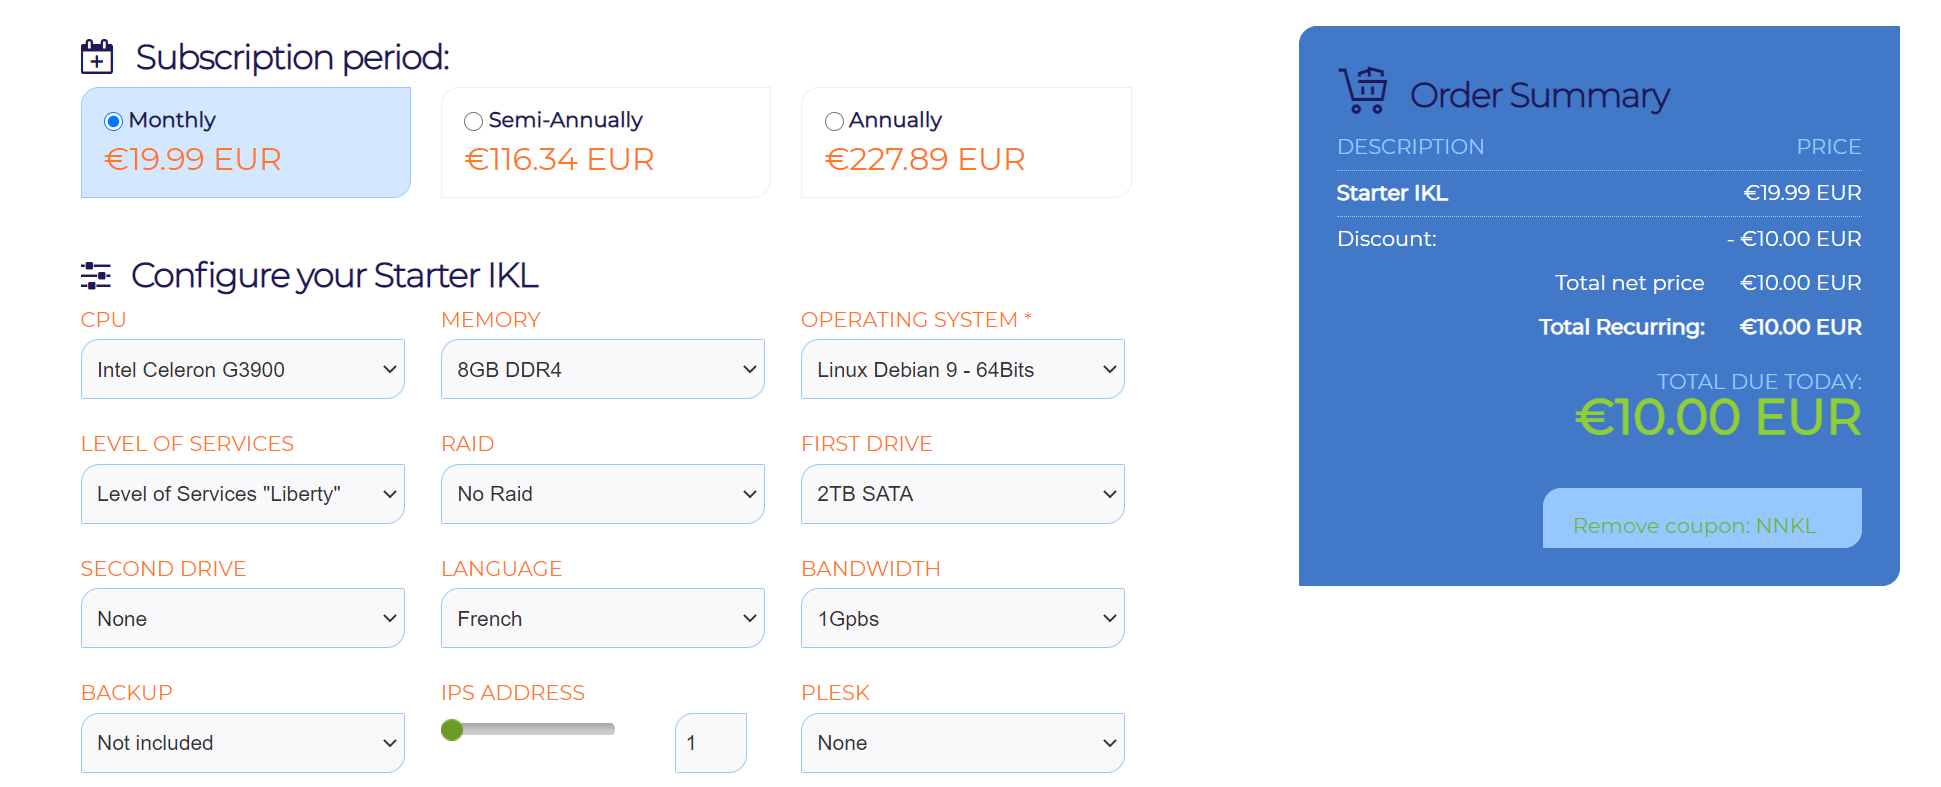 Subscription period:
Monthly
€19.99 EUR
Semi-Annually
€116.34 EUR
Annually
€227.89 EUR
Configure your Starter IKL
CPU
Intel Celeron G3900
MEMORY
8GB DDR4
OPERATING SYSTEM *
Linux Debian 9 - 64Bits
LEVEL OF SERVICES
Level of Services "Liberty"
RAID
No Raid
FIRST DRIVE
2TB SATA
SECOND DRIVE
None
LANGUAGE
French
BANDWIDTH
1Gpbs
BACKUP
Not included
IPS ADDRESS
1
PLESK
None
Order Summary
DESCRIPTION PRICE
Starter IKL €19.99 EUR
Discount: - €10.00 EUR
Total net price €10.00 EUR
Total Recurring: €10.00 EUR
TOTAL DUE TODAY:
€10.00 EUR
Remove coupon: NNKL